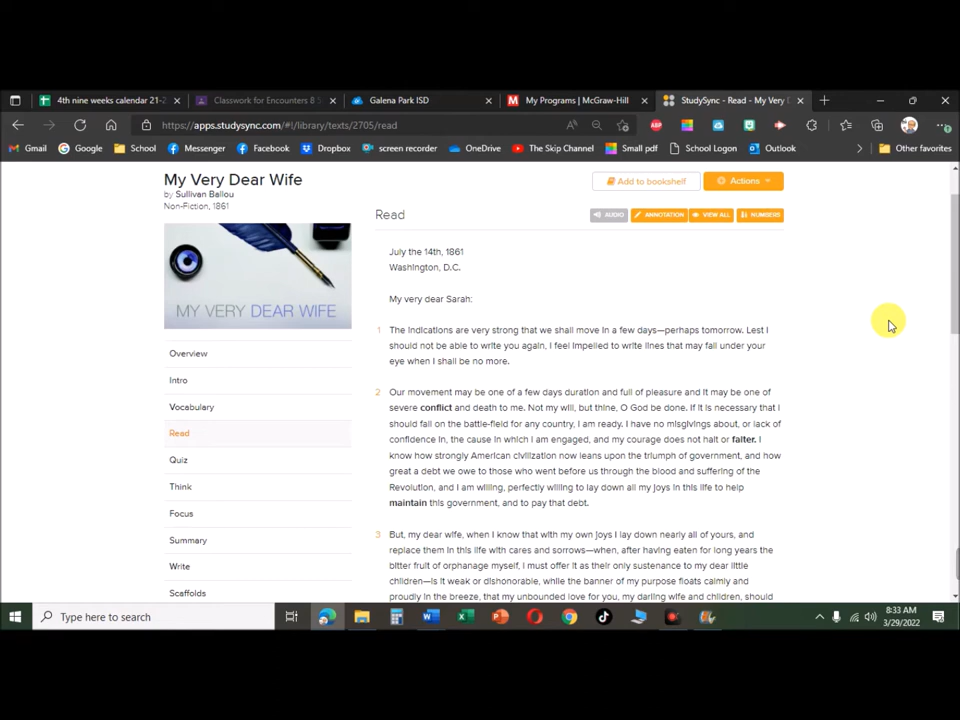 4th nine weeks calendar 21-2
Classwork for Encounters 8 S
Galena Park ISD
My Programs | McGraw-Hill
StudySync - Read - My Very D
https://apps.studysync.com/#!/library/texts/2705/read
Gmail
Google
School
Messenger
Facebook
Dropbox
screen recorder
OneDrive
The Skip Channel
Small pdf
School Logon
Outlook
Other favorites
My Very Dear Wife
by Sullivan Ballou
Non-Fiction, 1861
MY VERY DEAR WIFE
Overview
Intro
Vocabulary
Read
Quiz
Think
Focus
Summary
Write
Scaffolds
Add to bookshelf
Actions
Read
AUDIO
ANNOTATION
VIEW ALL
NUMBERS
July the 14th, 1861
Washington, D.C.
My very dear Sarah:
1 The indications are very strong that we shall move in a few days—perhaps tomorrow. Lest I
should not be able to write you again, I feel impelled to write lines that may fall under your
eye when I shall be no more.
2 Our movement may be one of a few days duration and full of pleasure and it may be one of
severe conflict and death to me. Not my will, but thine, O God be done. If it is necessary that I
should fall on the battle-field for any country, I am ready. I have no misgivings about, or lack of
confidence in, the cause in which I am engaged, and my courage does not halt or falter. I
know how strongly American civilization now leans upon the triumph of government, and how
great a debt we owe to those who went before us through the blood and suffering of the
Revolution, and I am willing, perfectly willing to lay down all my joys in this life to help
maintain this government, and to pay that debt.
3 But, my dear wife, when I know that with my own joys I lay down nearly all of yours, and
replace them in this life with cares and sorrows—when, after having eaten for long years the
bitter fruit of orphanage myself, I must offer it as their only sustenance to my dear little
children—is it weak or dishonorable, while the banner of my purpose floats calmly and
proudly in the breeze, that my unbounded love for you, my darling wife and children, should
Type here to search
8:33 AM
3/29/2022